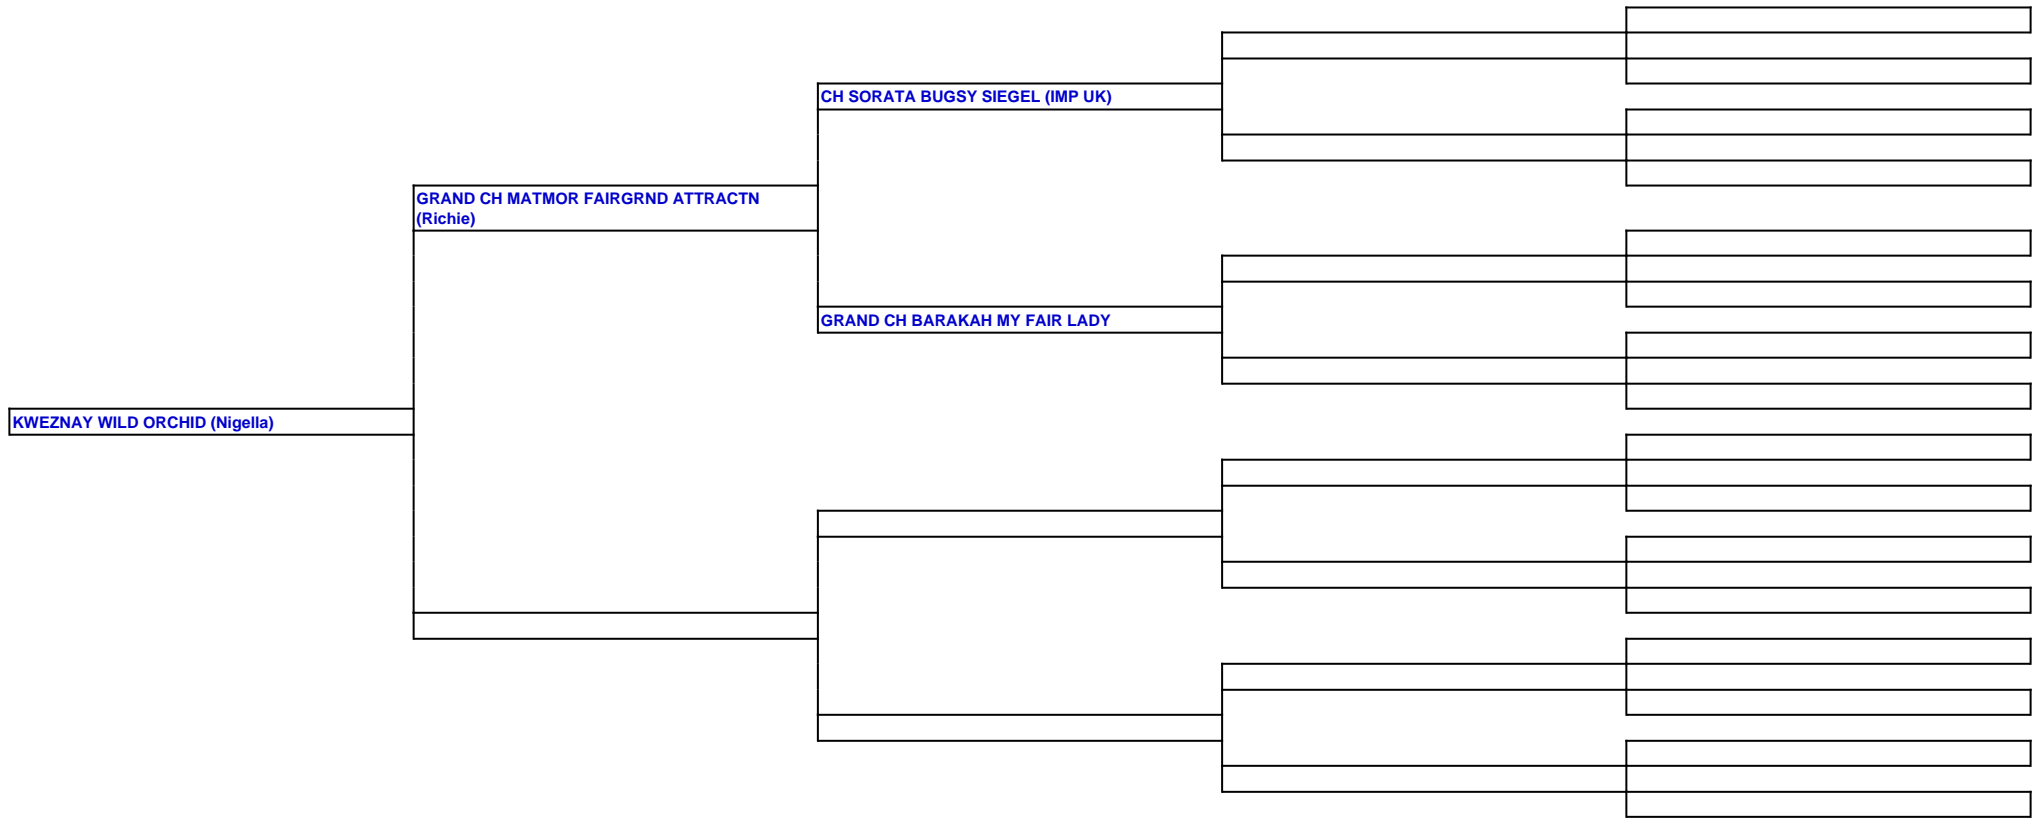 CH SORATA BUGSY SIEGEL (IMP UK)
GRAND CH MATMOR FAIRGRND ATTRACTN
(Richie)
GRAND CH BARAKAH MY FAIR LADY
KWEZNAY WILD ORCHID (Nigella)